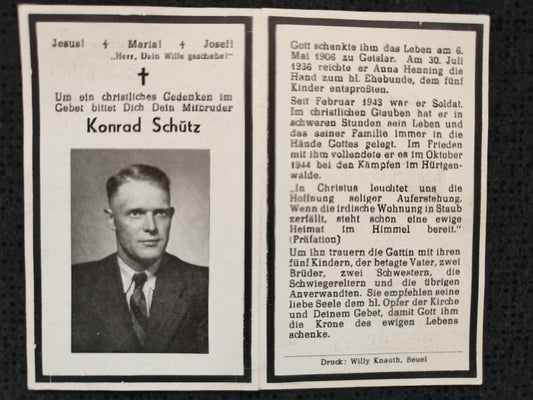 Jesus! ♰ Maria! ♰ Josef!
„Herr, Dein Wille geschehe!"
Um ein christliches Gedenken im
Gebet bittet Dich Dein Mitbruder
Konrad Schütz
Gott schenkte ihm das Leben am 6.
Mai 1906 zu Geislar. Am 30. Juli
1936 reichte er Anna Henning die
Hand zum hl. Ehebunde, dem fünf
Kinder entsproßten.
Seit Februar 1943 war er Soldat.
Im christlichen Glauben hat er in
schweren Stunden sein Leben und
das seiner Familie immer in die
Hände Gottes gelegt. Im Frieden
mit ihm vollendete er es im Oktober
1944 bei den Kämpfen im Hürtgen-
walde.
„In Christus leuchtet uns die
Hoffnung seliger Auferstehung.
Wenn die irdische Wohnung in Staub
zerfällt, steht schon eine ewige
Heimat im Himmel bereit."
(Präfation)
Um ihn trauern die Gattin mit ihren
fünf Kindern, der betagte Vater, zwei
Brüder, zwei Schwestern, die
Schwiegereltern und die übrigen
Anverwandten. Sie empfehlen seine
liebe Seele dem hl. Opfer der Kirche
und Deinem Gebet, damit Gott ihm
die Krone des ewigen Lebens
schenke.
Druck: Willy Knauth, Beuel